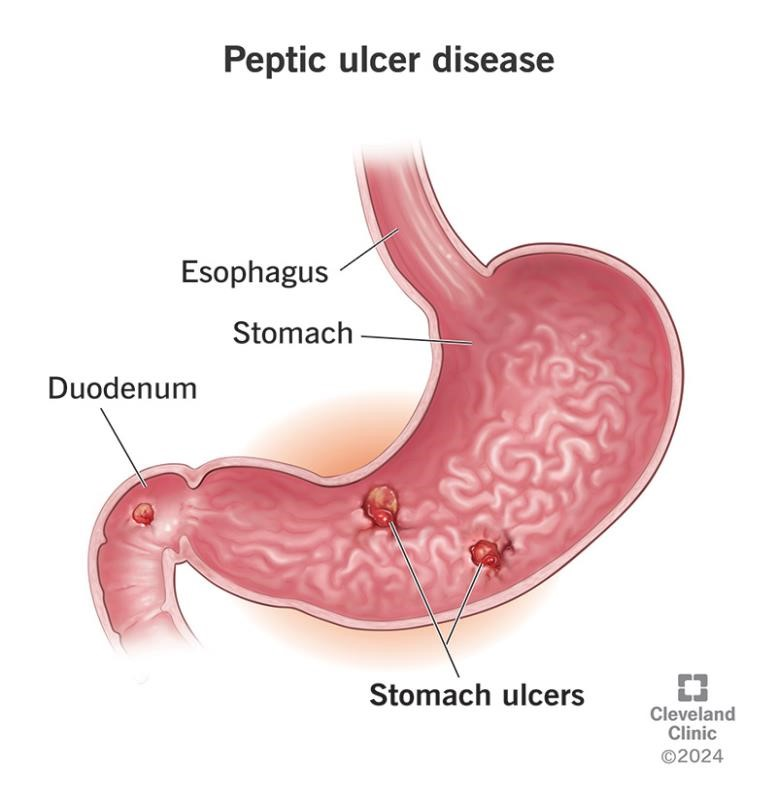 Peptic ulcer disease
Esophagus
Stomach
Duodenum
Stomach ulcers
Cleveland
Clinic
©2024